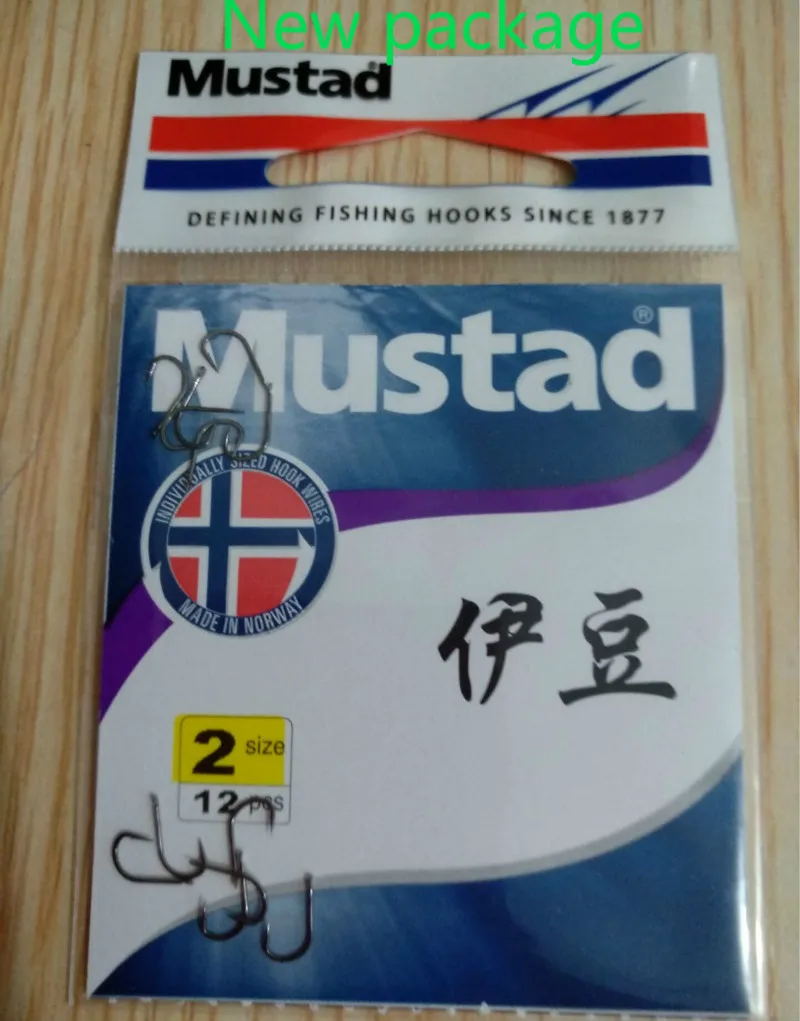 New package
Mustad®
DEFINING FISHING HOOKS SINCE 1877
Mustad®
INDIVIDUALLY SIZED HOOK WIRES
MADE IN NORWAY
伊豆
2 size
12 pcs